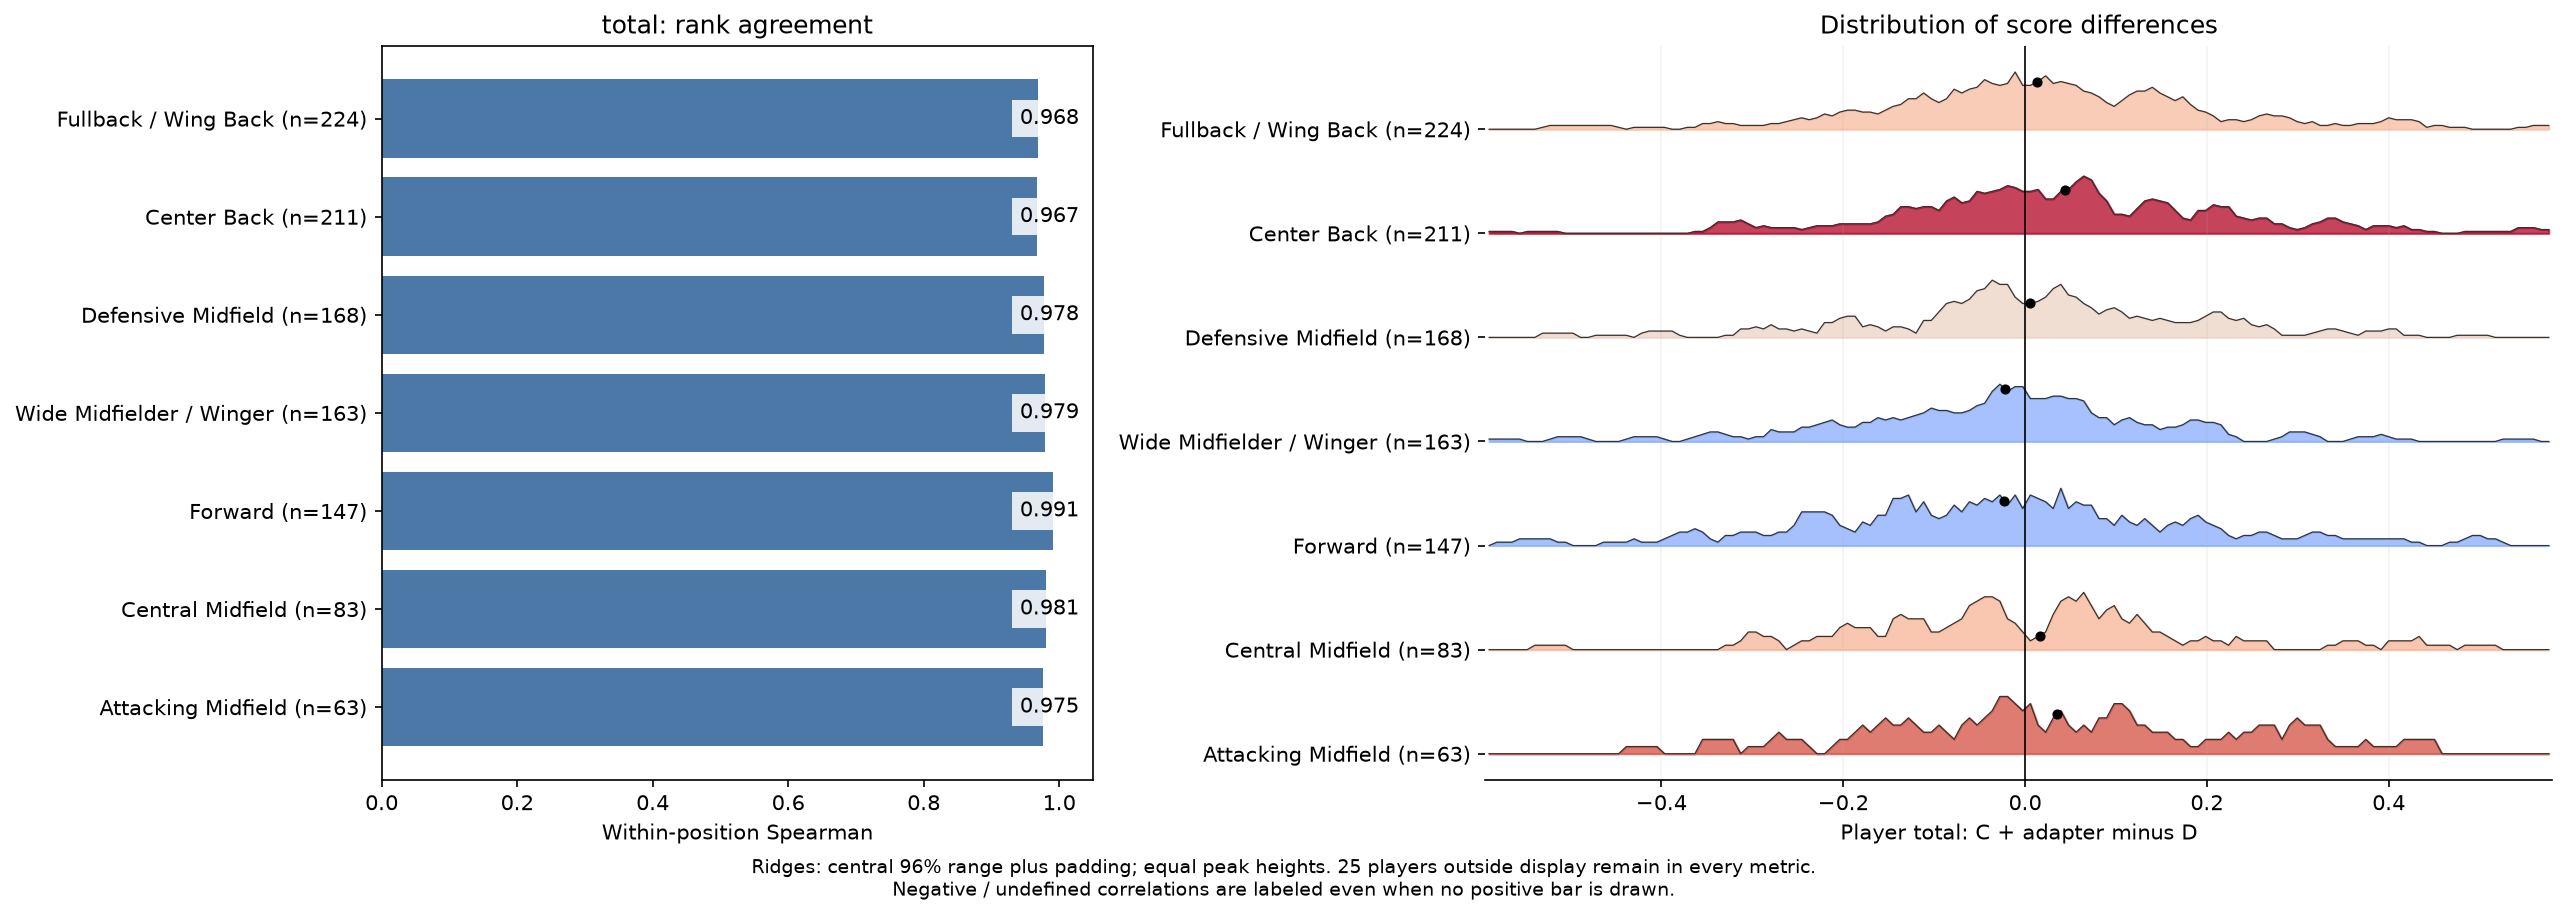 total: rank agreement
Fullback / Wing Back (n=224)
0.968
Center Back (n=211)
0.967
Defensive Midfield (n=168)
0.978
Wide Midfielder / Winger (n=163)
0.979
Forward (n=147)
0.991
Central Midfield (n=83)
0.981
Attacking Midfield (n=63)
0.975
0.0 0.2 0.4 0.6 0.8 1.0
Within-position Spearman
Distribution of score differences
Fullback / Wing Back (n=224)
Center Back (n=211)
Defensive Midfield (n=168)
Wide Midfielder / Winger (n=163)
Forward (n=147)
Central Midfield (n=83)
Attacking Midfield (n=63)
−0.4 −0.2 0.0 0.2 0.4
Player total: C + adapter minus D
Ridges: central 96% range plus padding; equal peak heights. 25 players outside display remain in every metric.
Negative / undefined correlations are labeled even when no positive bar is drawn.